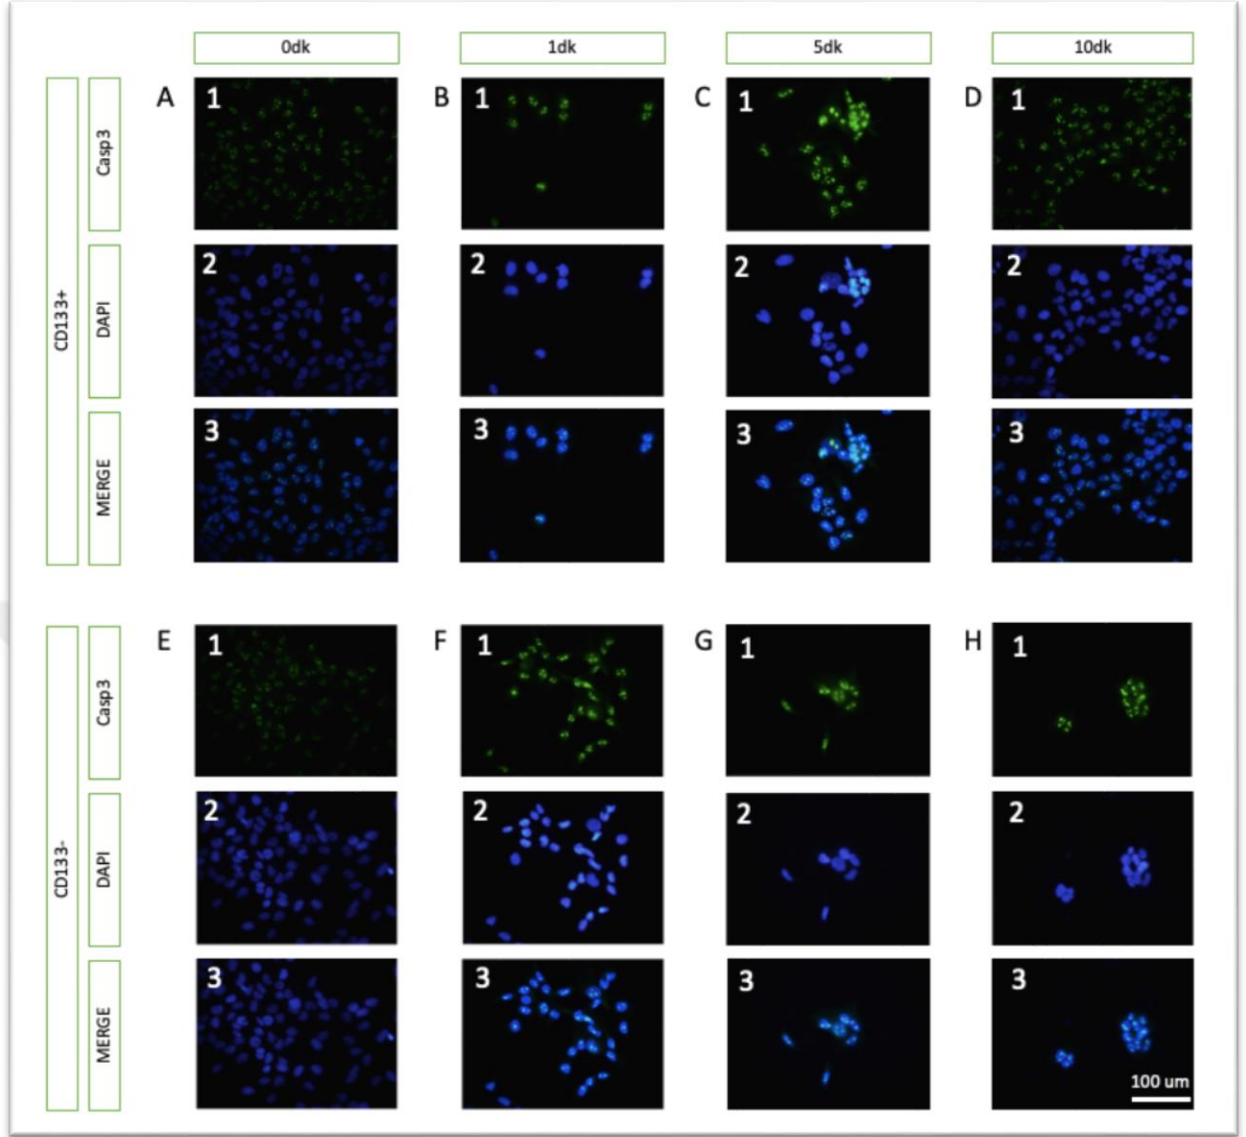 0dk 1dk 5dk 10dk
CD133+
Casp3
A 1 B 1 C 1 D 1
DAPI
2 2 2 2
MERGE
3 3 3 3
CD133-
Casp3
E 1 F 1 G 1 H 1
DAPI
2 2 2 2
MERGE
3 3 3 3
100 um